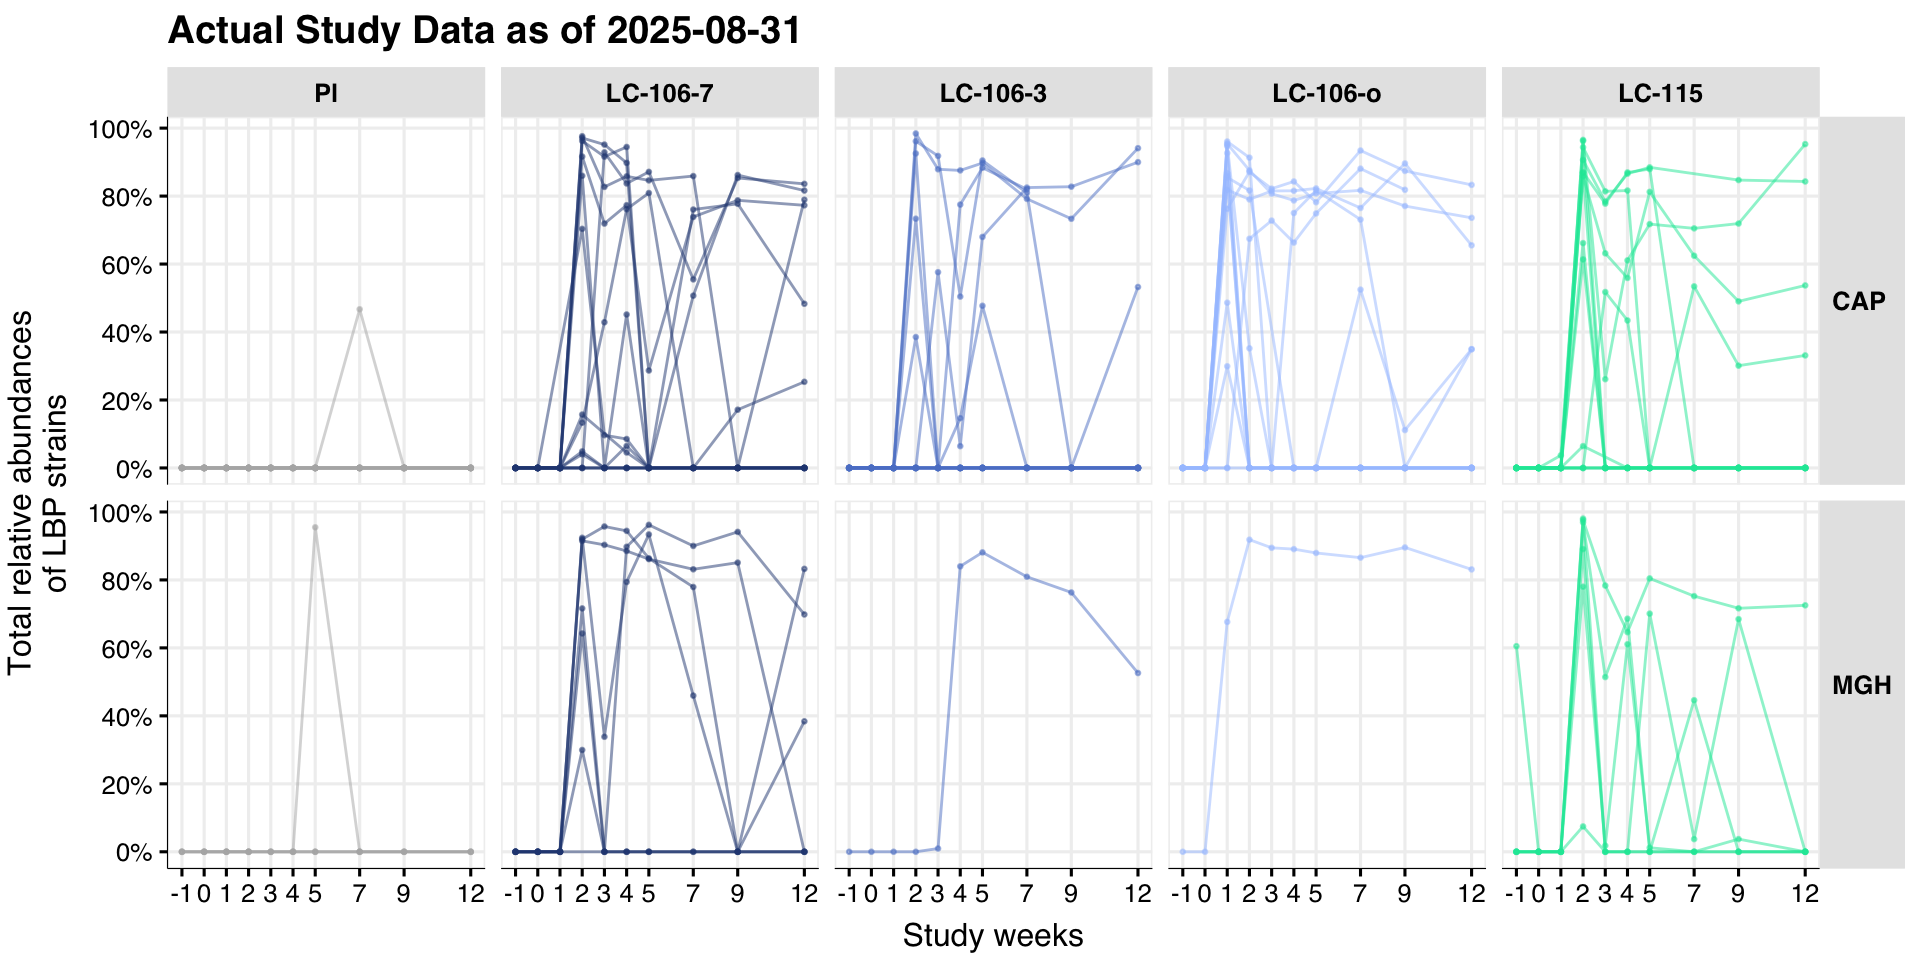 Actual Study Data as of 2025-08-31
Pl LC-106-7 LC-106-3 LC-106-o LC-115
Total relative abundances
of LBP strains
100%
80%
60%
40%
20%
0%
CAP
100%
80%
60%
40%
20%
0%
MGH
-1 0 1 2 3 4 5 7 9 12 -1 0 1 2 3 4 5 7 9 12 -1 0 1 2 3 4 5 7 9 12 -1 0 1 2 3 4 5 7 9 12 -1 0 1 2 3 4 5 7 9 12
Study weeks